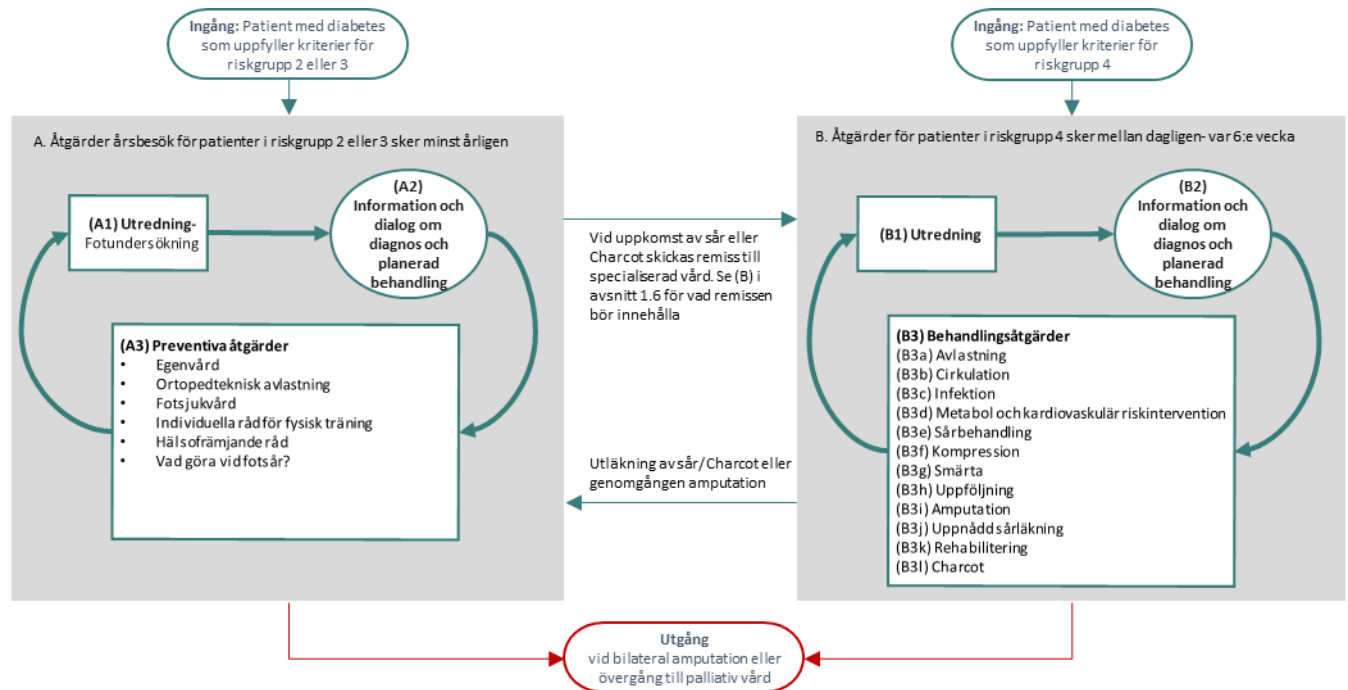 Ingång: Patient med diabetes
som uppfyller kriterier för
riskgrupp 2 eller 3
Ingång: Patient med diabetes
som uppfyller kriterier för
riskgrupp 4
A. Åtgärder årsbesök för patienter i riskgrupp 2 eller 3 sker minst årligen
(A1) Utredning-
Fotundersökning
(A2)
Information och
dialog om
diagnos och
planerad
behandling
(A3) Preventiva åtgärder
• Egenvård
• Ortopedteknisk avlastning
• Fotsjukvård
• Individuella råd för fysisk träning
• Hälsofrämjande råd
• Vad göra vid fotsår?
Vid uppkomst av sår eller
Charcot skickas remiss till
specialiserad vård. Se (B) i
avsnitt 1.6 för vad remissen
bör innehålla
Utläkning av sår/Charcot eller
genomgången amputation
B. Åtgärder för patienter i riskgrupp 4 sker mellan dagligen- var 6:e vecka
(B1) Utredning
(B2)
Information och
dialog om
diagnos och
planerad
behandling
(B3) Behandlingsåtgärder
(B3a) Avlastning
(B3b) Cirkulation
(B3c) Infektion
(B3d) Metabol och kardiovaskulär riskintervention
(B3e) Sårbehandling
(B3f) Kompression
(B3g) Smärta
(B3h) Uppföljning
(B3i) Amputation
(B3j) Uppnådd sårläkning
(B3k) Rehabilitering
(B3l) Charcot
Utgång
vid bilateral amputation eller
övergång till palliativ vård